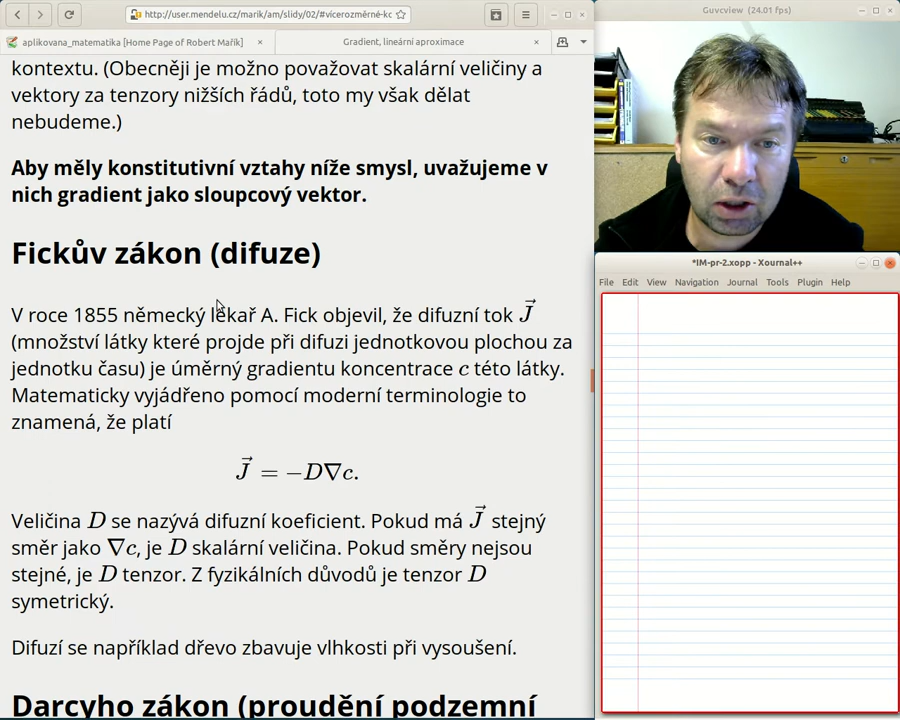 http://user.mendelu.cz/marik/am/slidy/02/#vícerozměrné-kc
Guvcview (24.01 fps)
aplikovana_matematika [Home Page of Robert Mařík]
Gradient, lineární aproximace
kontextu. (Obecněji je možno považovat skalární veličiny a
vektory za tenzory nižších řádů, toto my však dělat
nebudeme.)
Aby měly konstitutivní vztahy níže smysl, uvažujeme v
nich gradient jako sloupcový vektor.
Fickův zákon (difuze)
V roce 1855 německý lékař A. Fick objevil, že difuzní tok J⃗
(množství látky které projde při difuzi jednotkovou plochou za
jednotku času) je úměrný gradientu koncentrace c této látky.
Matematicky vyjádřeno pomocí moderní terminologie to
znamená, že platí
J⃗ = −D∇c.
Veličina D se nazývá difuzní koeficient. Pokud má J⃗ stejný
směr jako ∇c, je D skalární veličina. Pokud směry nejsou
stejné, je D tenzor. Z fyzikálních důvodů je tenzor D
symetrický.
Difuzí se například dřevo zbavuje vlhkosti při vysoušení.
Darcyho zákon (proudění podzemní
*IM-pr-2.xopp - Xournal++
File Edit View Navigation Journal Tools Plugin Help